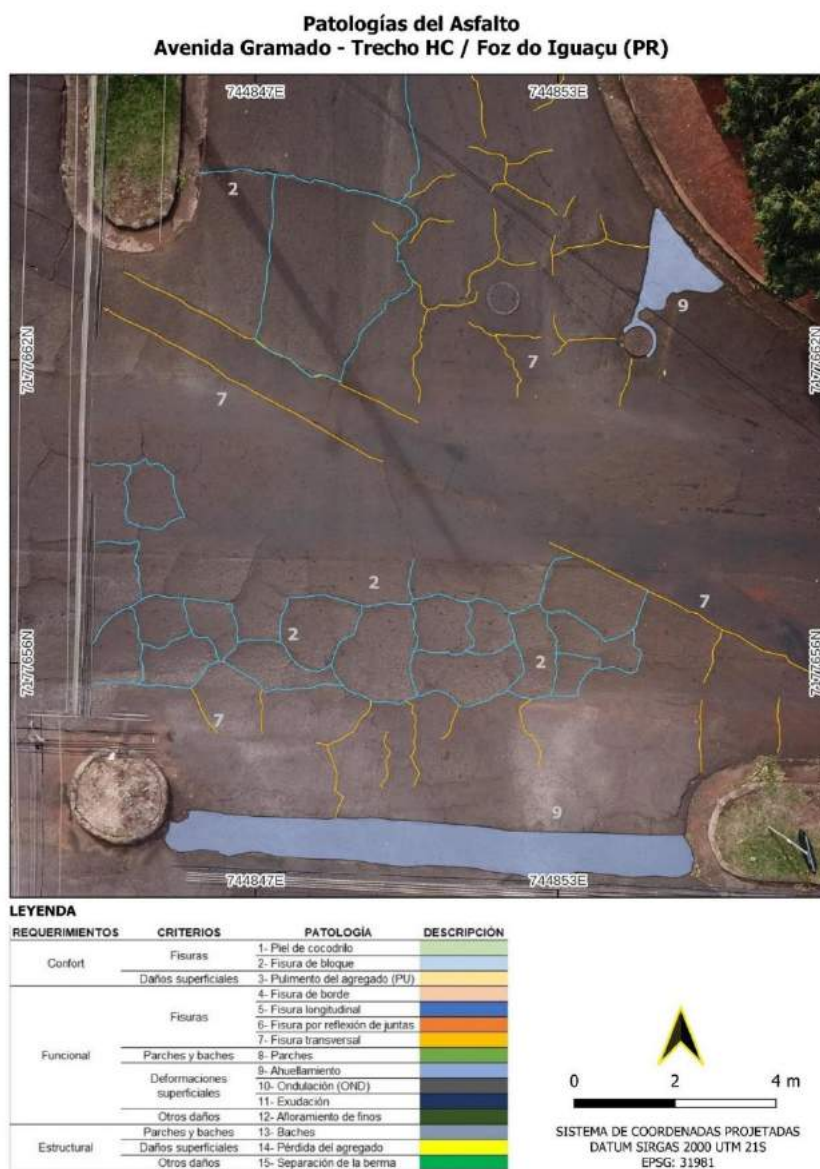 Patologías del Asfalto
Avenida Gramado - Trecho HC / Foz do Iguaçu (PR)
744847E
744853E
2
9
7177662N
7177662N
7
7
2
7
2
2
7177656N
7177656N
7
9
744847E
744853E
LEYENDA
REQUERIMIENTOS CRITERIOS PATOLOGÍA DESCRIPCIÓN
Confort
Fisuras
1- Piel de cocodrilo
2- Fisura de bloque
Daños superficiales
3- Pulimento del agregado (PU)
Funcional
Fisuras
4- Fisura de borde
5- Fisura longitudinal
6- Fisura por reflexión de juntas
7- Fisura transversal
Parches y baches
8- Parches
Deformaciones
superficiales
9- Ahuellamiento
10- Ondulación (OND)
11- Exudación
Otros daños
12- Afloramiento de finos
Estructural
Parches y baches
13- Baches
Daños superficiales
14- Pérdida del agregado
Otros daños
15- Separación de la berma
0 2 4 m
SISTEMA DE COORDENADAS PROJETADAS
DATUM SIRGAS 2000 UTM 21S
EPSG: 31981